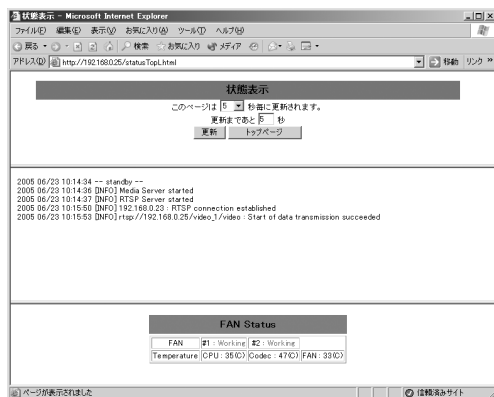 状態表示 - Microsoft Internet Explorer
ファイル(F) 編集(E) 表示(V) お気に入り(A) ツール(T) ヘルプ(H)
戻る 検索 お気に入り メディア
アドレス(D) http://192.168.0.25/statusTopL.html 移動 リンク »
状態表示
このページは 5 秒毎に更新されます。
更新まであと 5 秒
更新 トップページ
2005 06/23 10:14:34 -- standby --
2005 06/23 10:14:36 [INFO] Media Server started
2005 06/23 10:14:37 [INFO] RTSP Server started
2005 06/23 10:15:50 [INFO] 192.168.0.23 : RTSP connection established
2005 06/23 10:15:53 [INFO] rtsp://192.168.0.25/video_1/video : Start of data transmission succeeded
FAN Status
FAN #1 : Working #2 : Working
Temperature CPU : 35(C) Codec : 47(C) FAN : 33(C)
ページが表示されました 信頼済みサイト